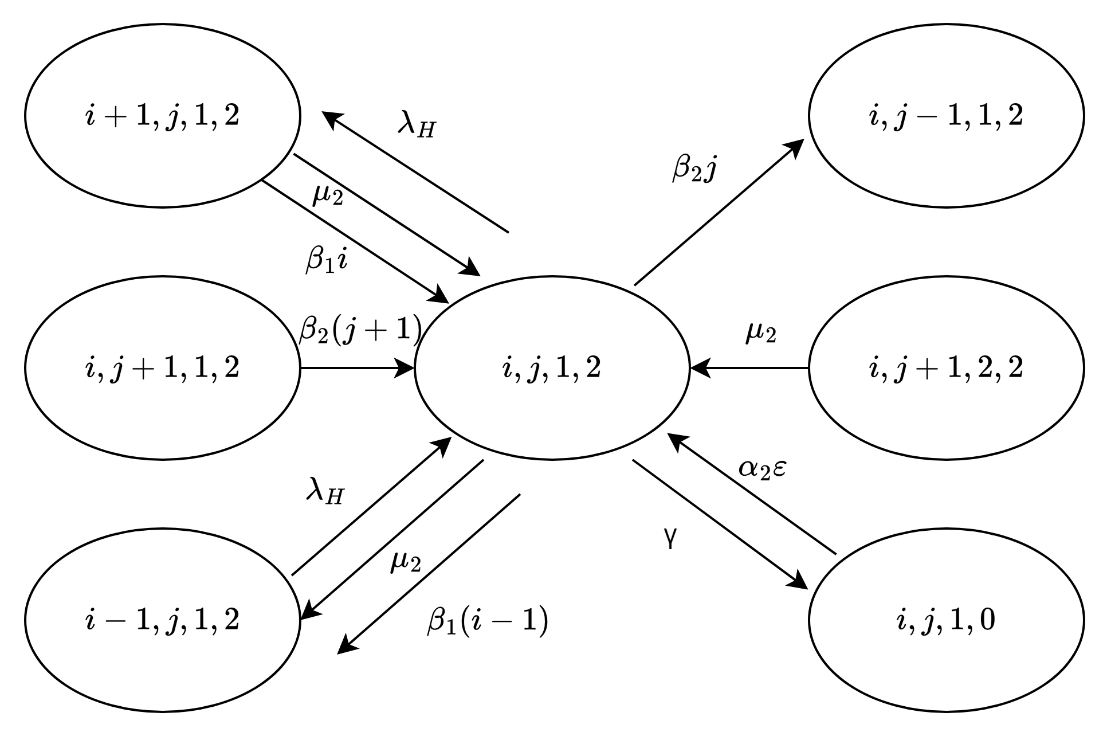 i + 1, j, 1, 2
λ_H
i, j − 1, 1, 2
β_2 j
μ_2
β_1 i
β_2(j + 1)
μ_2
i, j + 1, 1, 2
i, j, 1, 2
i, j + 1, 2, 2
λ_H
α_2 ε
γ
μ_2
β_1(i − 1)
i − 1, j, 1, 2
i, j, 1, 0